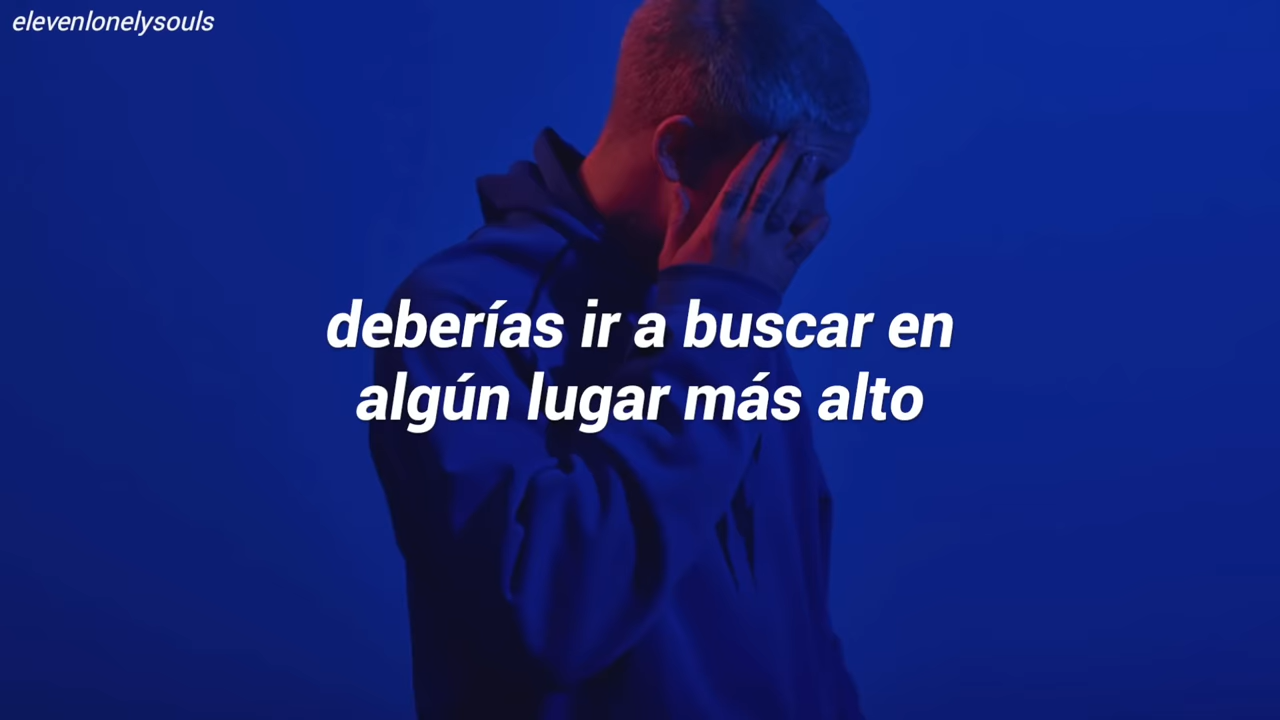 elevenlonelysouls
deberías ir a buscar en
algún lugar más alto